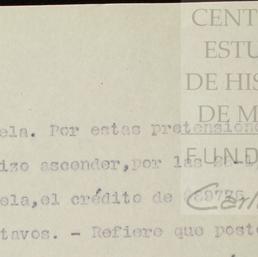 CENT
ESTU
DE HIS
DE M
FUND
ela. Por estas pretensione
izo ascender,por las
ela,el crédito de
tavos. - Refiere que poste